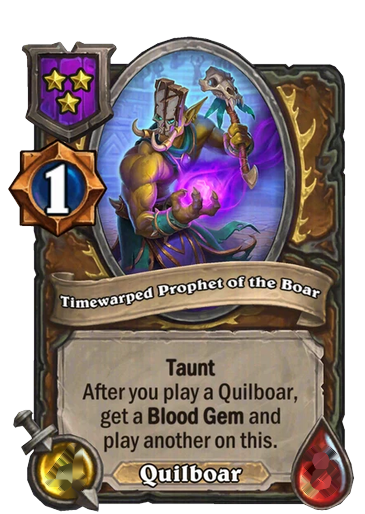 1
Timewarped Prophet of the Boar
Taunt
After you play a Quilboar,
get a Blood Gem and
play another on this.
Quilboar